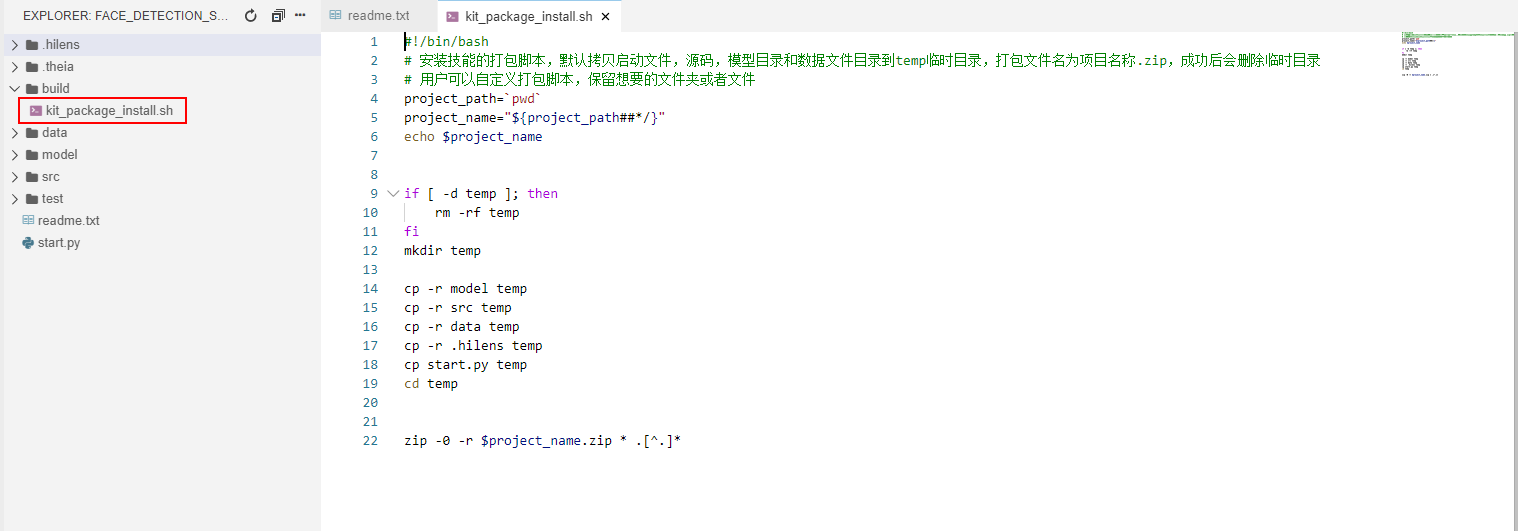 EXPLORER: FACE_DETECTION_S...
.hilens
.theia
build
kit_package_install.sh
data
model
src
test
readme.txt
start.py
readme.txt
kit_package_install.sh
1 #!/bin/bash
2 # 安装技能的打包脚本，默认拷贝启动文件，源码，模型目录和数据文件目录到temp临时目录，打包文件名为项目名称.zip，成功后会删除临时目录
3 # 用户可以自定义打包脚本，保留想要的文件夹或者文件
4 project_path=`pwd`
5 project_name="${project_path##*/}"
6 echo $project_name
7
8
9 if [ -d temp ]; then
10 rm -rf temp
11 fi
12 mkdir temp
13
14 cp -r model temp
15 cp -r src temp
16 cp -r data temp
17 cp -r .hilens temp
18 cp start.py temp
19 cd temp
20
21
22 zip -0 -r $project_name.zip * .[^.]*